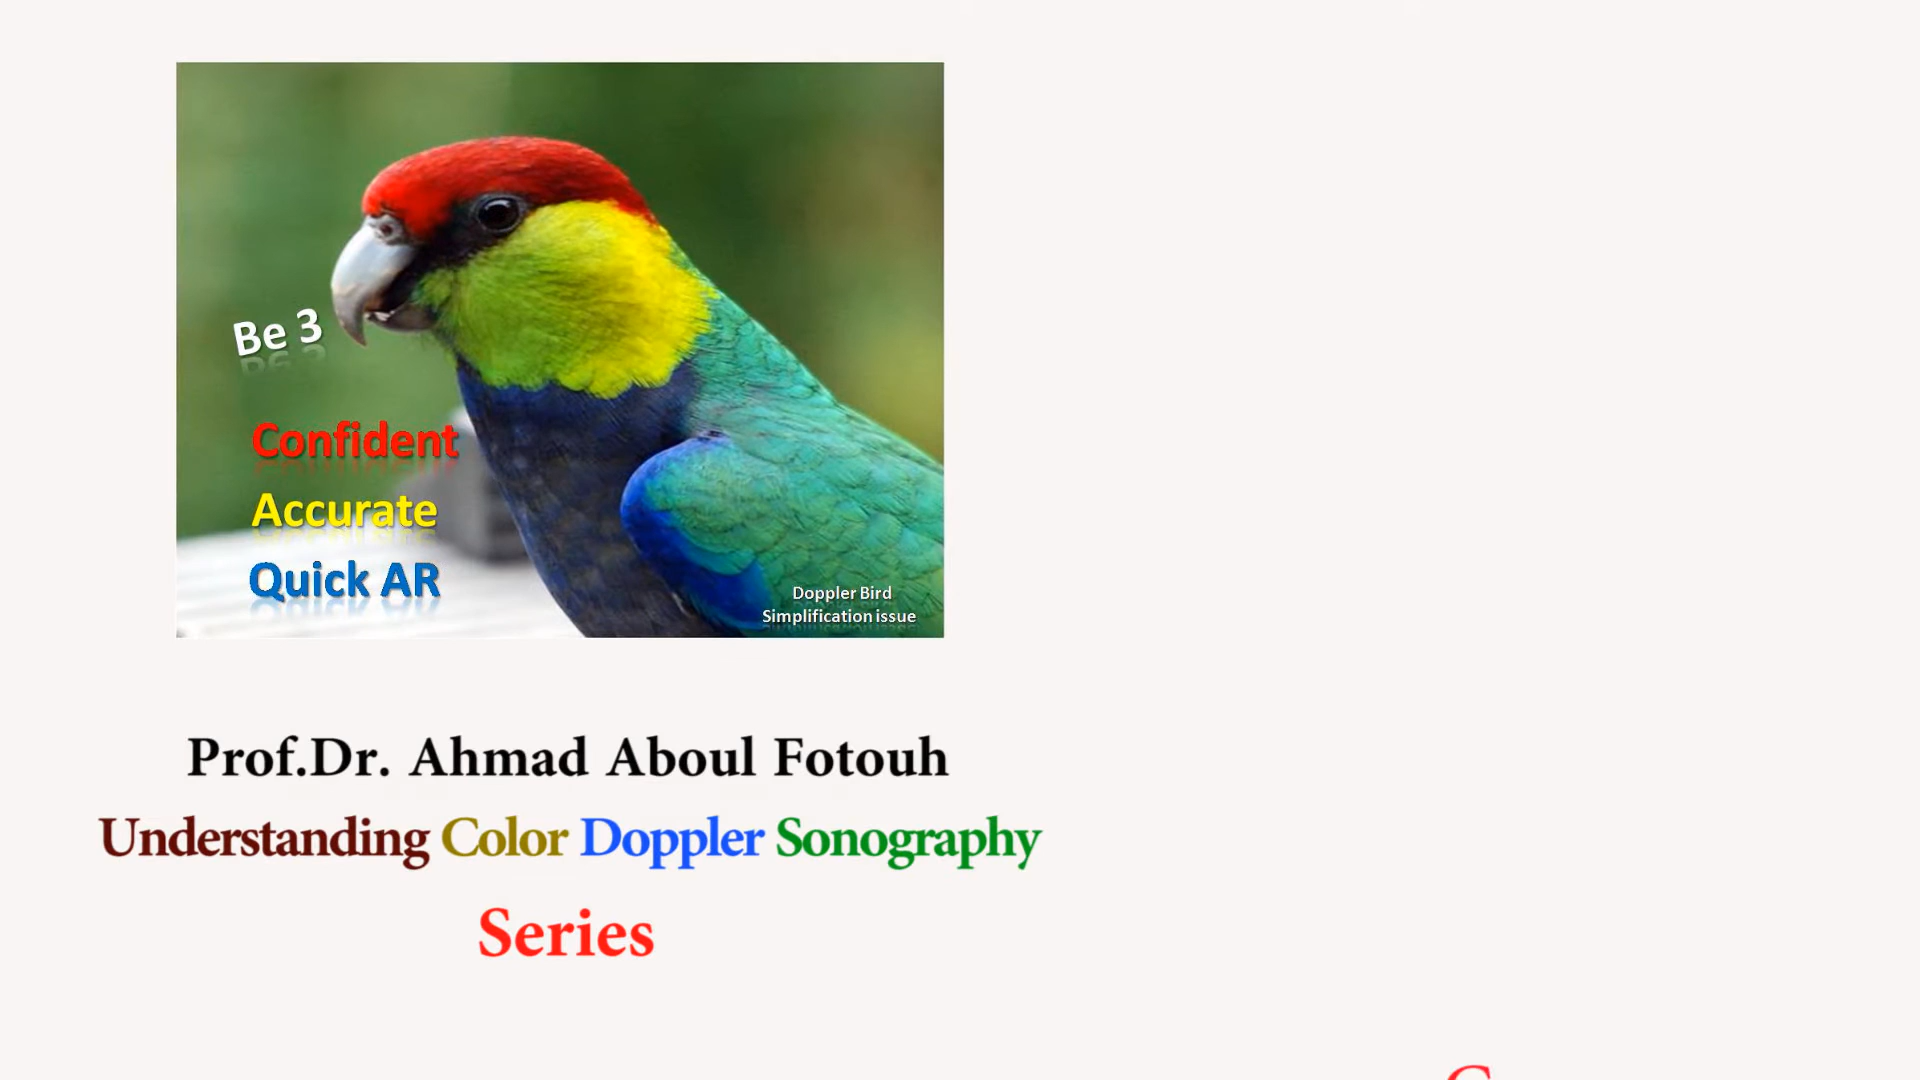 Be 3
Confident
Accurate
Quick AR
Doppler Bird
Simplification issue
Prof.Dr. Ahmad Aboul Fotouh
Understanding Color Doppler Sonography
Series